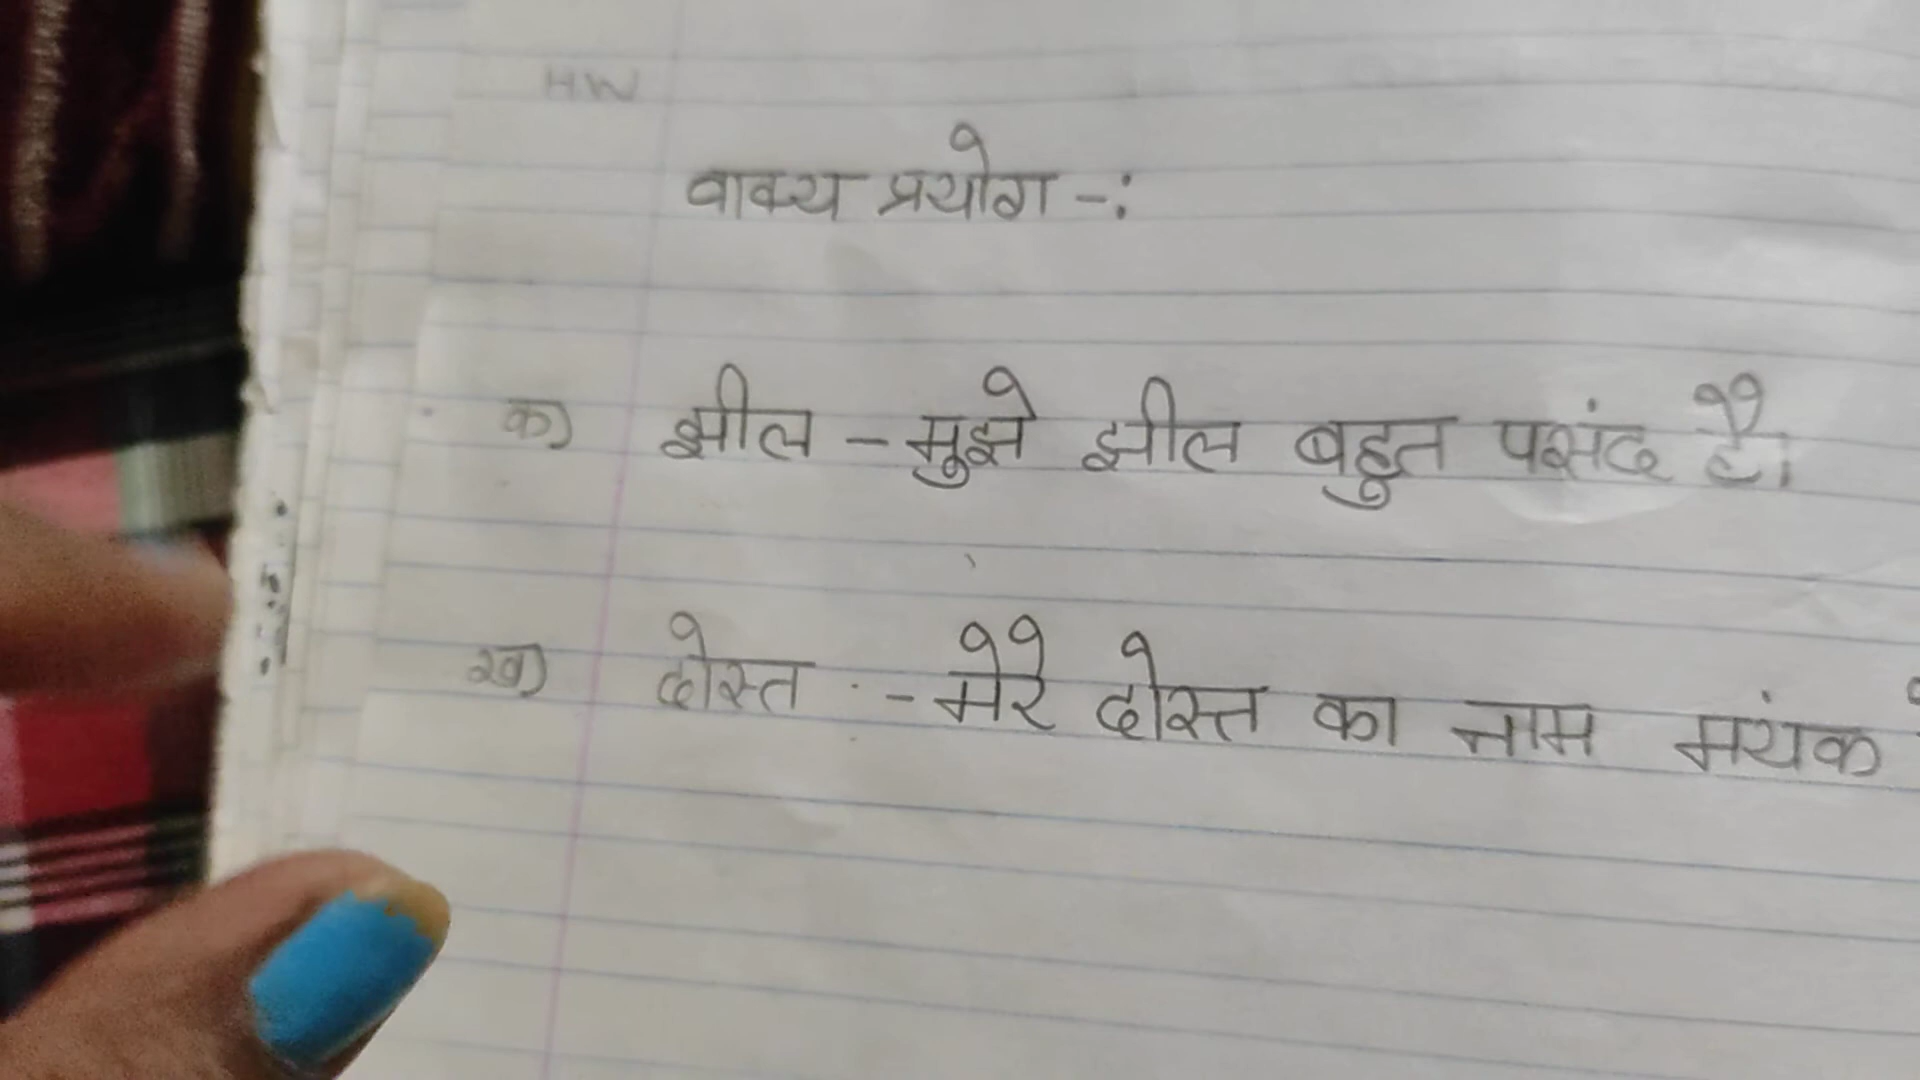 HW
वाक्य प्रयोग -:
क) झील - मुझे झील बहुत पसंद है।
ख) दोस्त - मेरे दोस्त का नाम मयंक